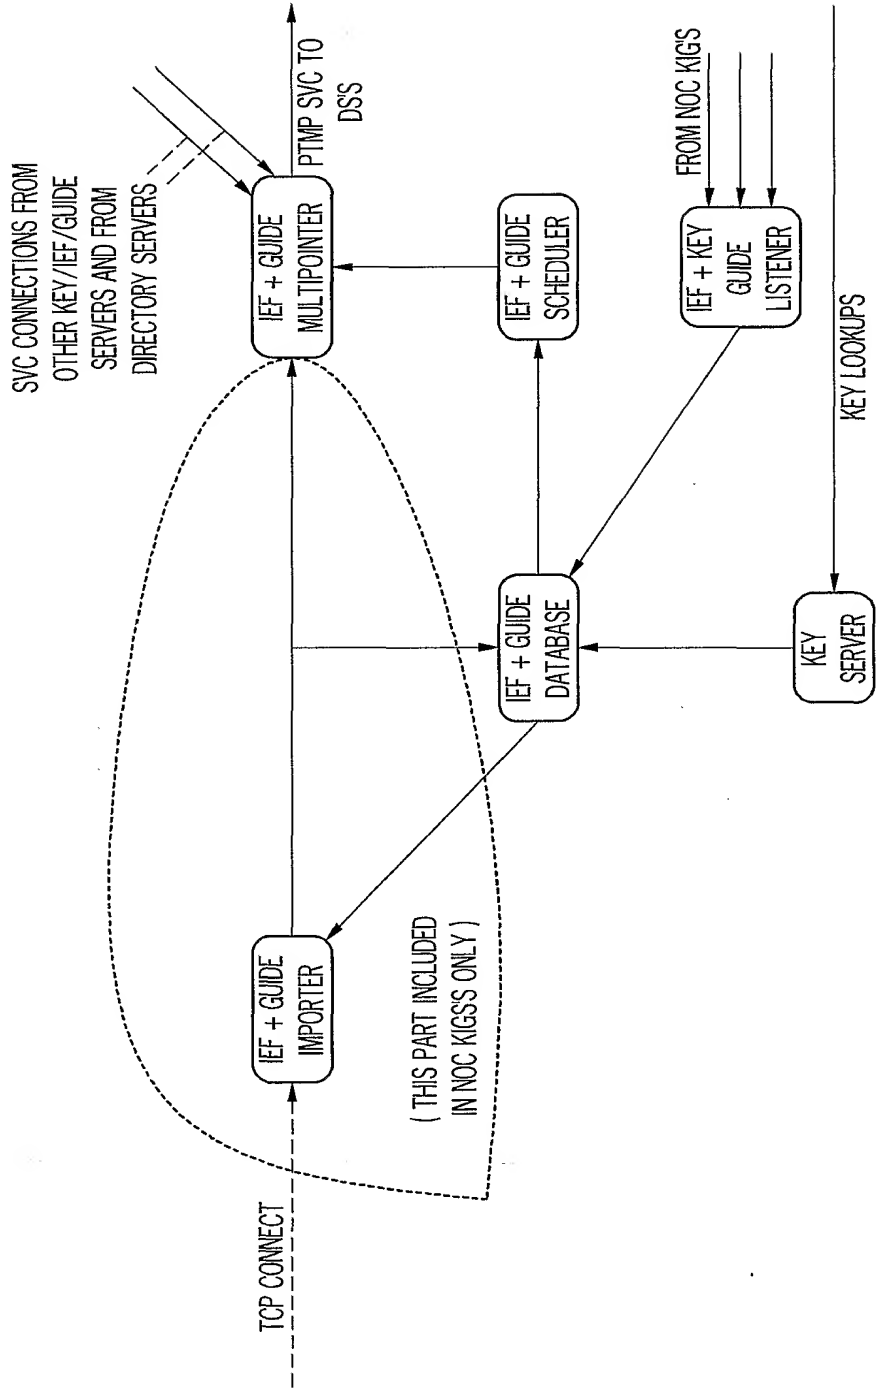 SVC CONNECTIONS FROM
OTHER KEY/IEF/GUIDE
SERVERS AND FROM
DIRECTORY SERVERS
TCP CONNECT
IEF + GUIDE
IMPORTER
IEF + GUIDE
MULTIPOINTER
PTMP SVC TO
DS'S
( THIS PART INCLUDED
IN NOC KIGS'S ONLY )
IEF + GUIDE
DATABASE
IEF + GUIDE
SCHEDULER
FROM NOC KIG'S
IEF + KEY
GUIDE
LISTENER
KEY
SERVER
KEY LOOKUPS